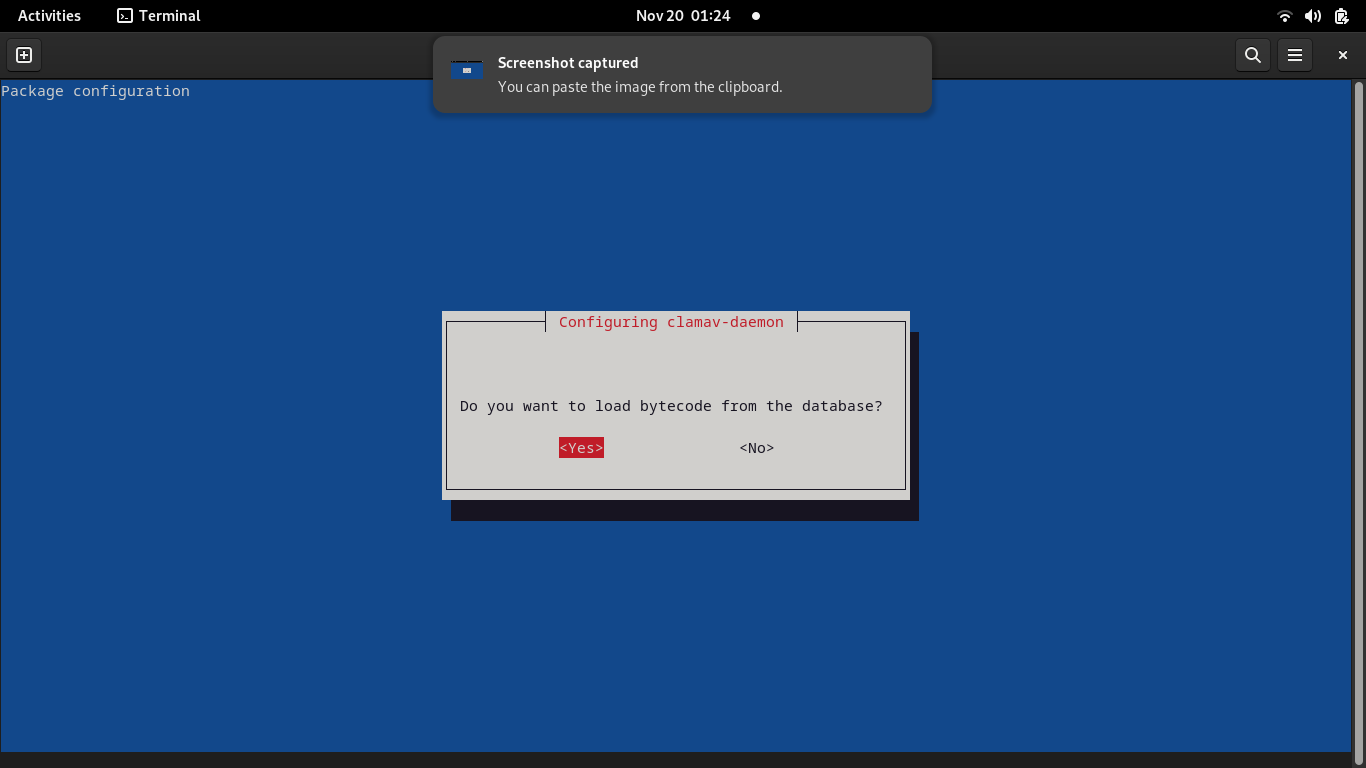 Activities
Terminal
Nov 20 01:24
Screenshot captured
You can paste the image from the clipboard.
Package configuration
Configuring clamav-daemon
Do you want to load bytecode from the database?
<Yes>
<No>